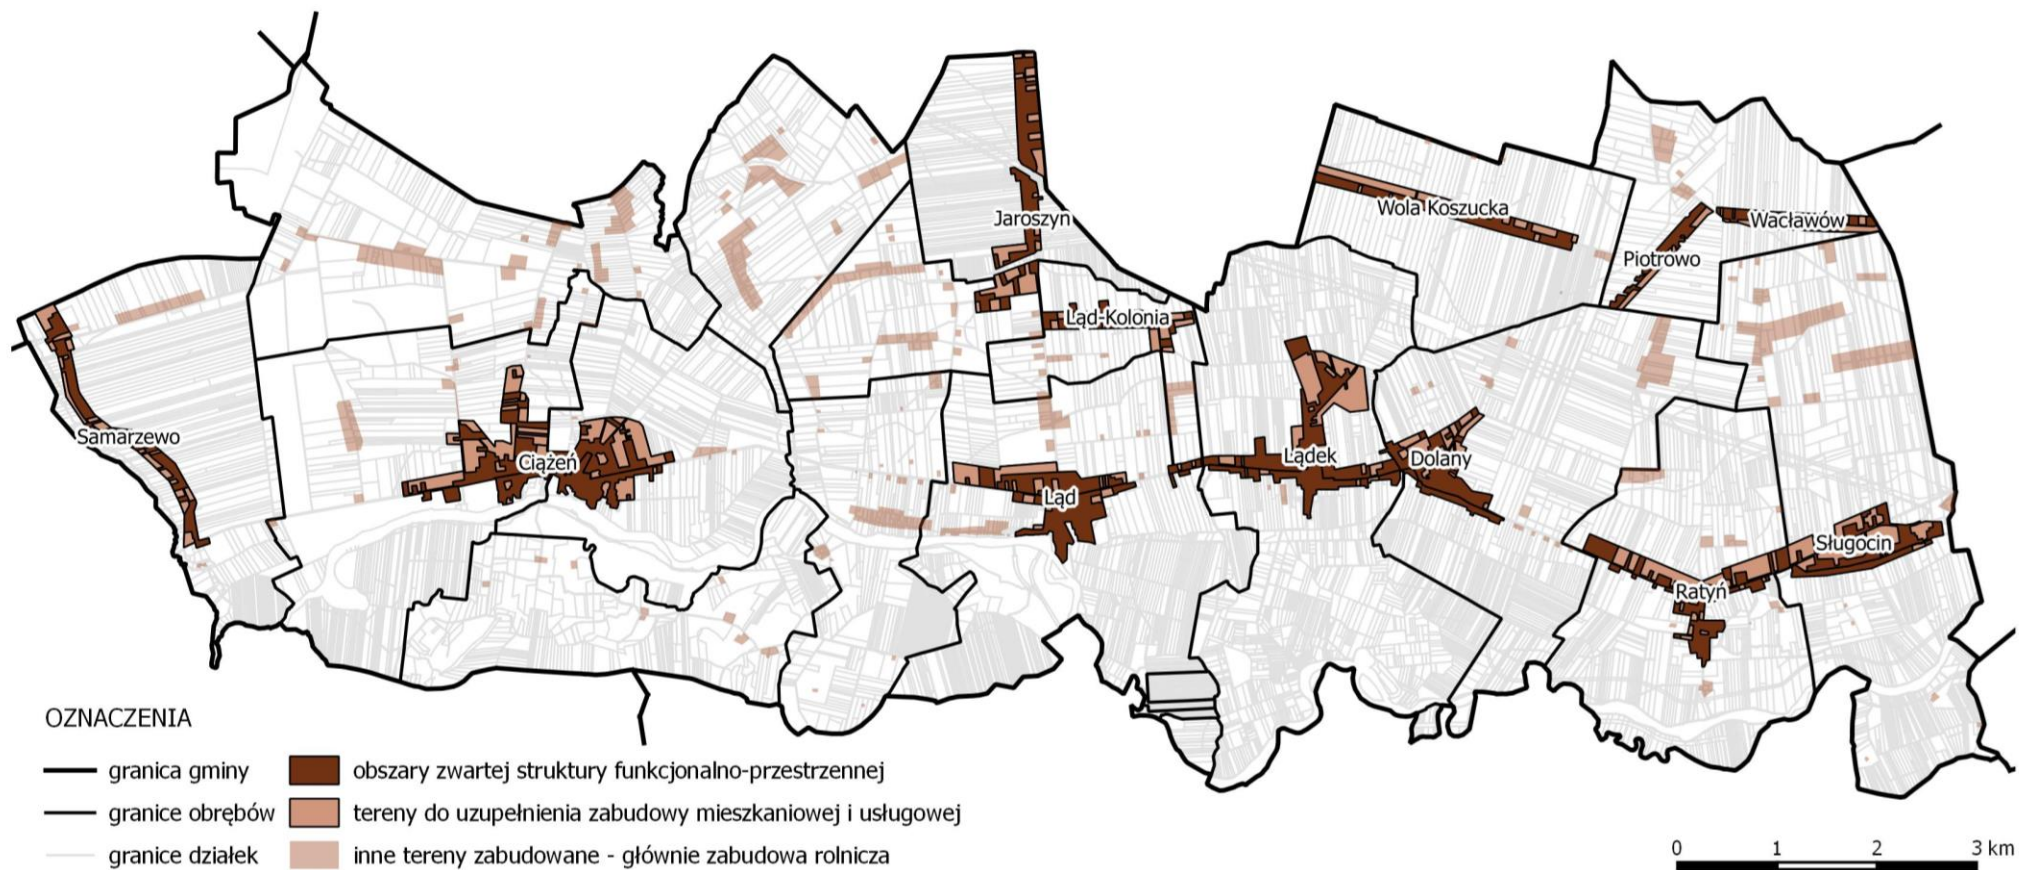 Jaroszyn
Wola Koszucka
Wacławów
Piotrowo
Ląd-Kolonia
Samarzewo
Ciążeń
Lądek
Dolany
Ląd
Sługocin
Ratyń
OZNACZENIA
granica gminy
obszary zwartej struktury funkcjonalno-przestrzennej
granice obrębów
tereny do uzupełnienia zabudowy mieszkaniowej i usługowej
granice działek
inne tereny zabudowane - głównie zabudowa rolnicza
0 1 2 3 km